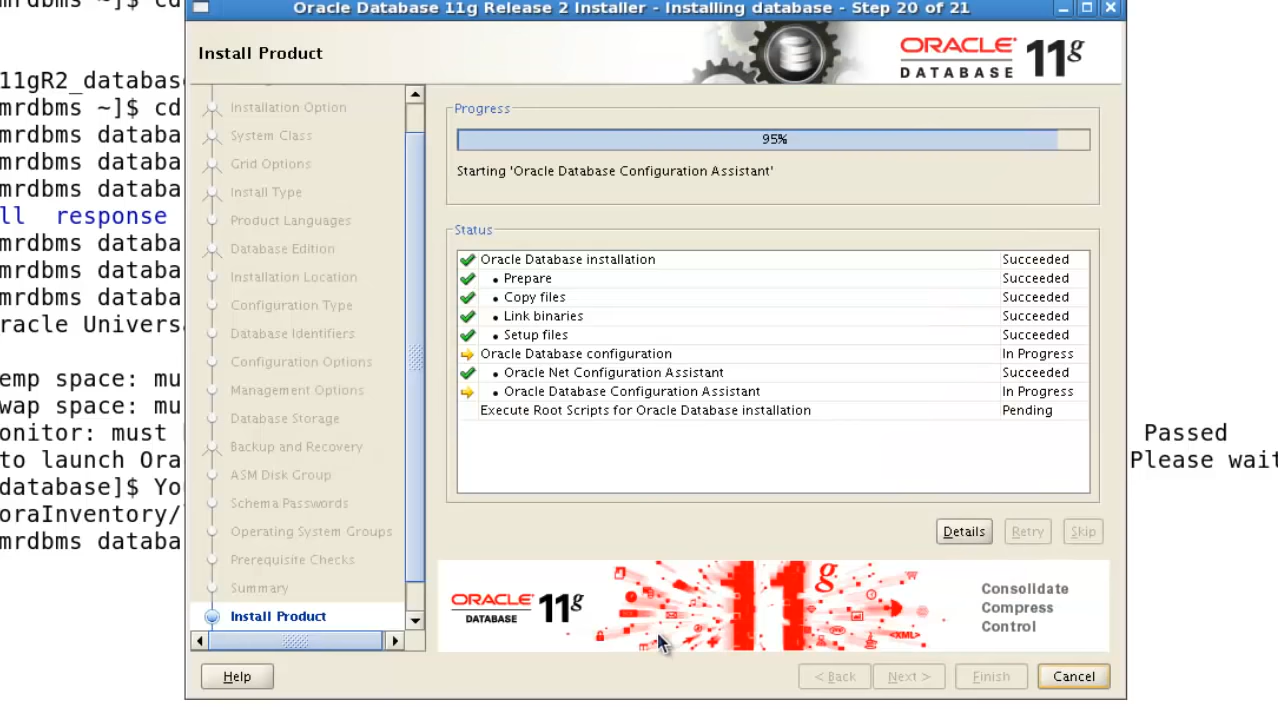 mrdbms ~]$ cd
Oracle Database 11g Release 2 Installer - Installing database - Step 20 of 21
Install Product
ORACLE
DATABASE 11g
11gR2_database
mrdbms ~]$ cd
mrdbms databa
mrdbms databa
mrdbms databa
ll response
mrdbms databa
mrdbms databa
mrdbms databa
racle Univers
emp space: mu
wap space: mu
onitor: must
to launch Ora
database]$ Yo
oraInventory/
mrdbms databa
Installation Option
System Class
Grid Options
Install Type
Product Languages
Database Edition
Installation Location
Configuration Type
Database Identifiers
Configuration Options
Management Options
Database Storage
Backup and Recovery
ASM Disk Group
Schema Passwords
Operating System Groups
Prerequisite Checks
Summary
Install Product
Progress
95%
Starting 'Oracle Database Configuration Assistant'
Status
Oracle Database installation Succeeded
• Prepare Succeeded
• Copy files Succeeded
• Link binaries Succeeded
• Setup files Succeeded
Oracle Database configuration In Progress
• Oracle Net Configuration Assistant Succeeded
• Oracle Database Configuration Assistant In Progress
Execute Root Scripts for Oracle Database installation Pending
Passed
Please wait
Details Retry Skip
ORACLE
DATABASE 11g
11g
<XML>
Consolidate
Compress
Control
Help < Back Next > Finish Cancel